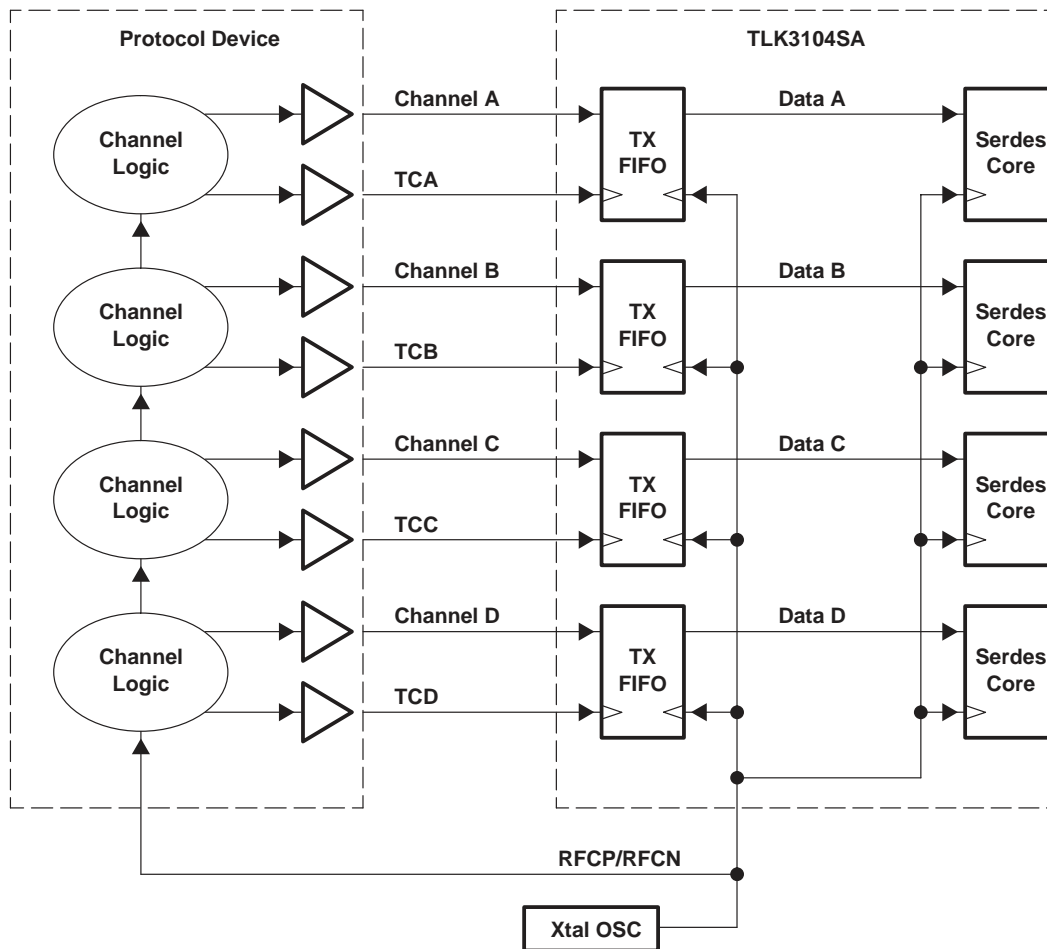 Protocol Device
TLK3104SA
Channel
Logic
Channel A
TCA
TX
FIFO
Data A
Serdes
Core
Channel
Logic
Channel B
TCB
TX
FIFO
Data B
Serdes
Core
Channel
Logic
Channel C
TCC
TX
FIFO
Data C
Serdes
Core
Channel
Logic
Channel D
TCD
TX
FIFO
Data D
Serdes
Core
RFCP/RFCN
Xtal OSC